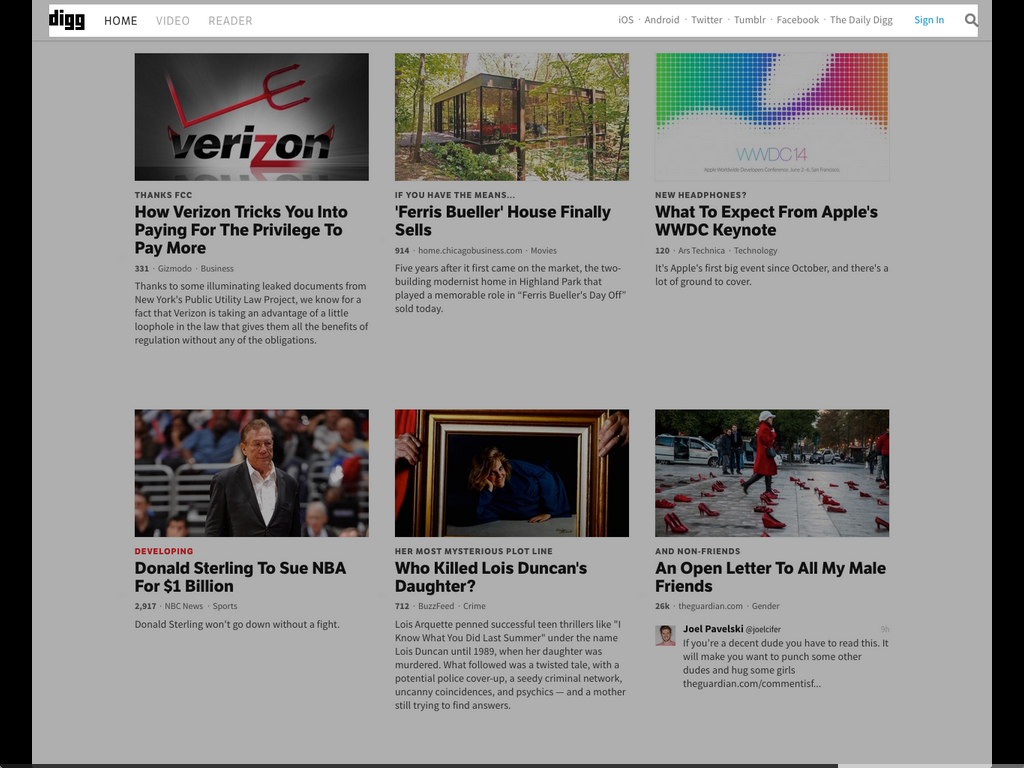 digg HOME VIDEO READER iOS · Android · Twitter · Tumblr · Facebook · The Daily Digg Sign In
verizon
WWDC14
Apple Worldwide Developers Conference. June 2–6, San Francisco.
THANKS FCC
How Verizon Tricks You Into
Paying For The Privilege To
Pay More
331 · Gizmodo · Business
Thanks to some illuminating leaked documents from
New York's Public Utility Law Project, we know for a
fact that Verizon is taking an advantage of a little
loophole in the law that gives them all the benefits of
regulation without any of the obligations.
IF YOU HAVE THE MEANS...
'Ferris Bueller' House Finally
Sells
914 · home.chicagobusiness.com · Movies
Five years after it first came on the market, the two-
building modernist home in Highland Park that
played a memorable role in “Ferris Bueller's Day Off”
sold today.
NEW HEADPHONES?
What To Expect From Apple's
WWDC Keynote
120 · Ars Technica · Technology
It's Apple's first big event since October, and there's a
lot of ground to cover.
DEVELOPING
Donald Sterling To Sue NBA
For $1 Billion
2,917 · NBC News · Sports
Donald Sterling won't go down without a fight.
HER MOST MYSTERIOUS PLOT LINE
Who Killed Lois Duncan's
Daughter?
712 · BuzzFeed · Crime
Lois Arquette penned successful teen thrillers like "I
Know What You Did Last Summer" under the name
Lois Duncan until 1989, when her daughter was
murdered. What followed was a twisted tale, with a
potential police cover-up, a seedy criminal network,
uncanny coincidences, and psychics — and a mother
still trying to find answers.
AND NON-FRIENDS
An Open Letter To All My Male
Friends
26k · theguardian.com · Gender
Joel Pavelski @joelcifer 9h
If you're a decent dude you have to read this. It
will make you want to punch some other
dudes and hug some girls
theguardian.com/commentisf...